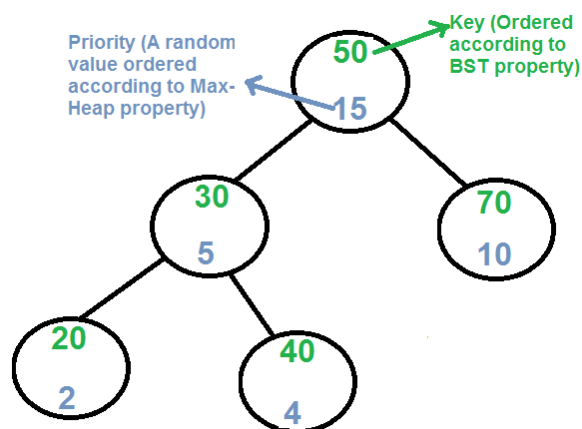 Priority (A random
value ordered
according to Max-
Heap property)
Key (Ordered
according to
BST property)
50
15
30
5
70
10
20
2
40
4